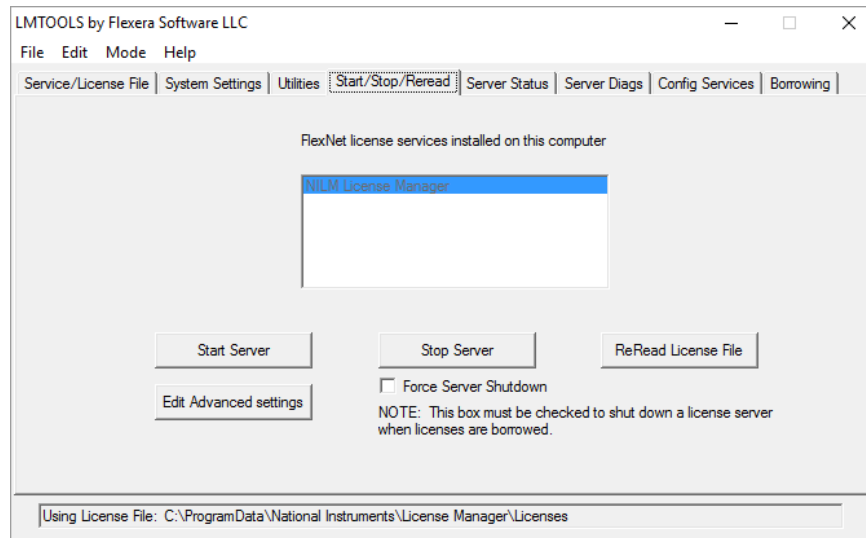 LMTOOLS by Flexera Software LLC
File Edit Mode Help
Service/License File System Settings Utilities Start/Stop/Reread Server Status Server Diags Config Services Borrowing
FlexNet license services installed on this computer
NILM License Manager
Start Server Stop Server ReRead License File
Force Server Shutdown
Edit Advanced settings
NOTE: This box must be checked to shut down a license server
when licenses are borrowed.
Using License File: C:\ProgramData\National Instruments\License Manager\Licenses